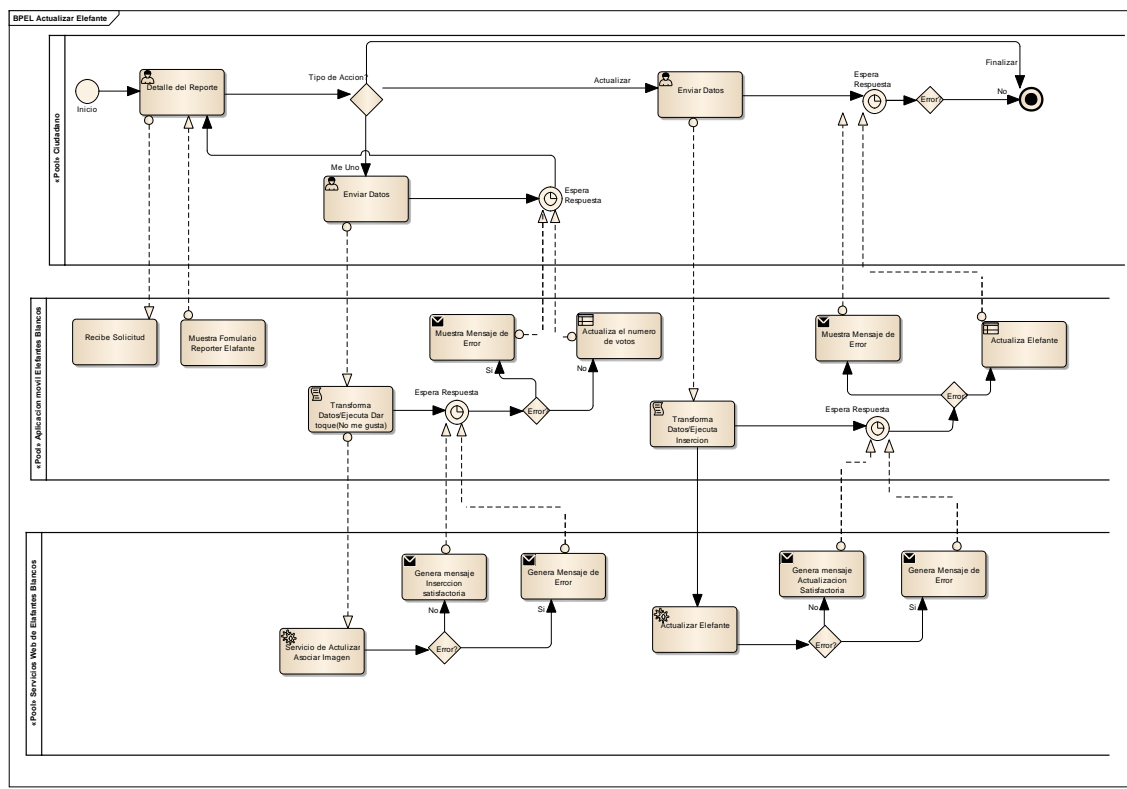 BPEL Actualizar Elefante
«Pool» Ciudadano
Inicio
Detalle del Reporte
Tipo de Accion?
Actualizar
Enviar Datos
Espera
Respuesta
Error?
No
Finalizar
Me Uno
Enviar Datos
Espera
Respuesta
«Pool» Aplicacion movil Elefantes Blancos
Recibe Solicitud
Muestra Fomulario
Reporter Elafante
Muestra Mensaje de
Error
Actualiza el numero
de votos
Si
No
Transforma
Datos/Ejecuta Dar
toque(No me gusta)
Espera Respuesta
Error?
Muestra Mensaje de
Error
Actualiza Elefante
Transforma
Datos/Ejecuta
Insercion
Espera Respuesta
Error?
«Pool» Servicios Web de Elafantes Blancos
Genera mensaje
Inserccion
satisfactoria
Genera Mensaje de
Error
No
Si
Servicio de Actulizar
Asociar Imagen
Error?
Genera mensaje
Actualizacion
Satisfactoria
Genera Mensaje de
Error
No
Si
Actualizar Elefante
Error?